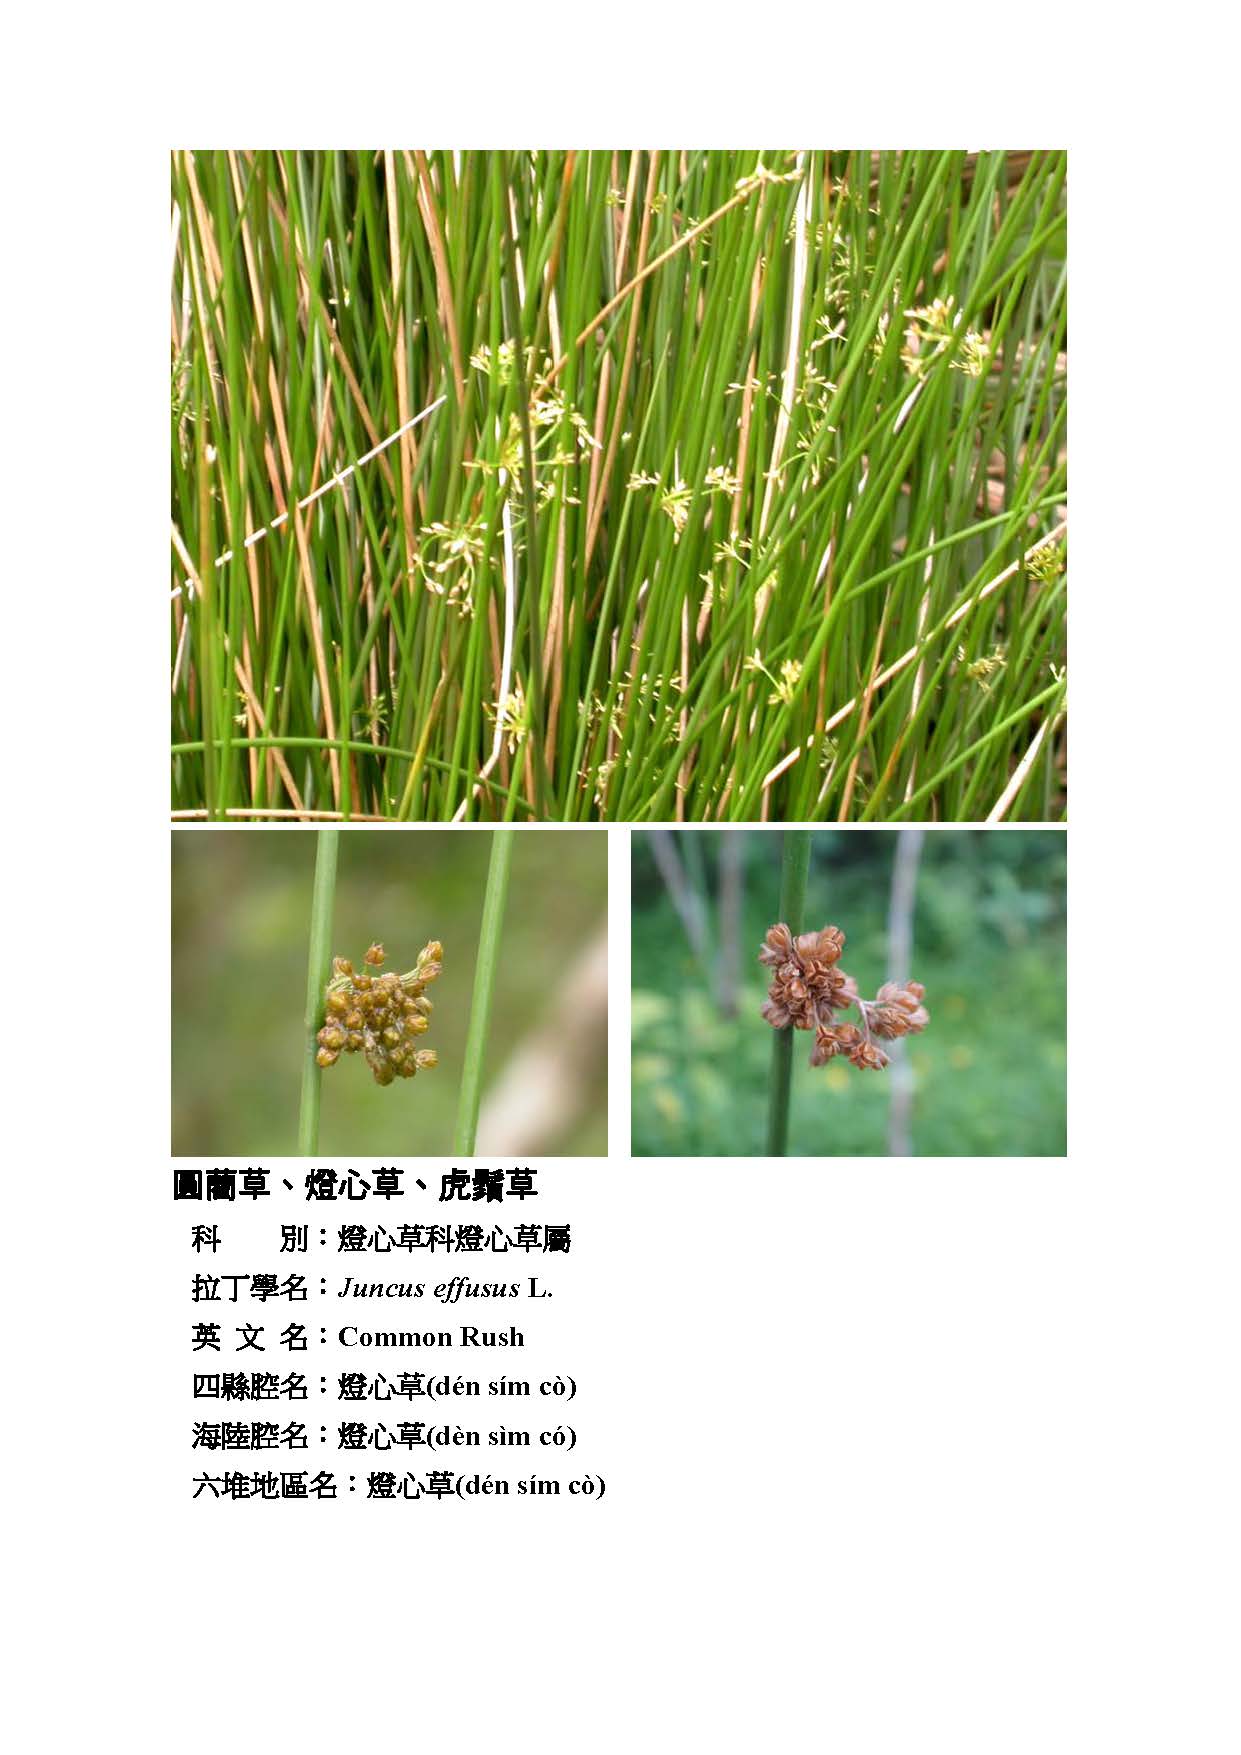 圓藺草、燈心草、虎鬚草
科　　別：燈心草科燈心草屬
拉丁學名：Juncus effusus L.
英 文 名：Common Rush
四縣腔名：燈心草(dén sím cò)
海陸腔名：燈心草(dèn sìm có)
六堆地區名：燈心草(dén sím cò)